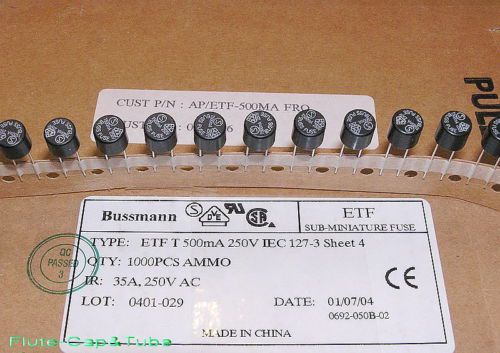 CUST P/N : AP/ETF-500MA FRO
CUST
Bussmann
ETF
SUB-MINIATURE FUSE
TYPE: ETF T 500mA 250V IEC 127-3 Sheet 4
QTY: 1000PCS AMMO
IR: 35A, 250V AC
LOT: 0401-029
DATE: 01/07/04
0692-050B-02
MADE IN CHINA
QC
PASSED
3
PUL
Flute-Cap&Tube